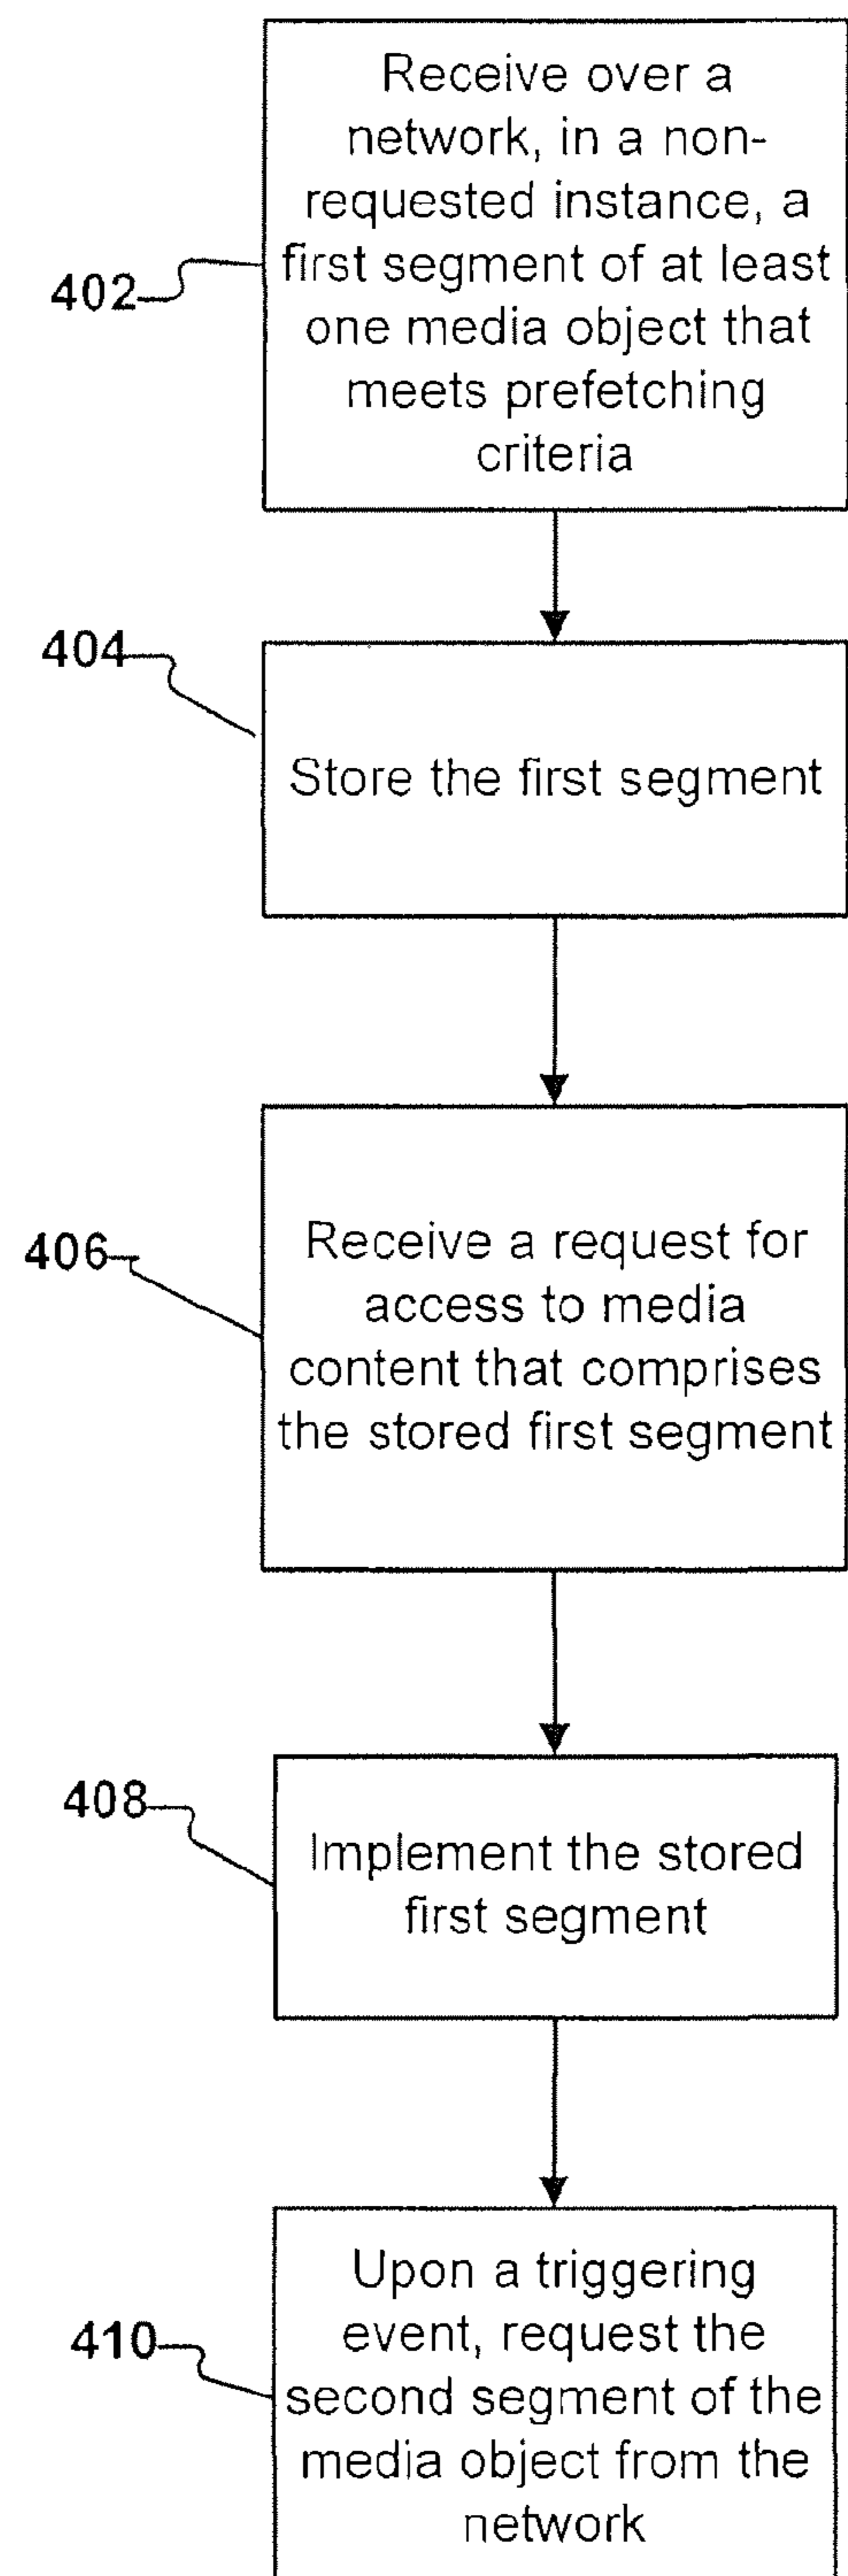 Receive over a
network, in a non-
requested instance, a
first segment of at least
one media object that
meets prefetching
criteria
402
404
Store the first segment
Receive a request for
access to media
content that comprises
the stored first segment
406
408
Implement the stored
first segment
Upon a triggering
event, request the
second segment of the
media object from the
network
410